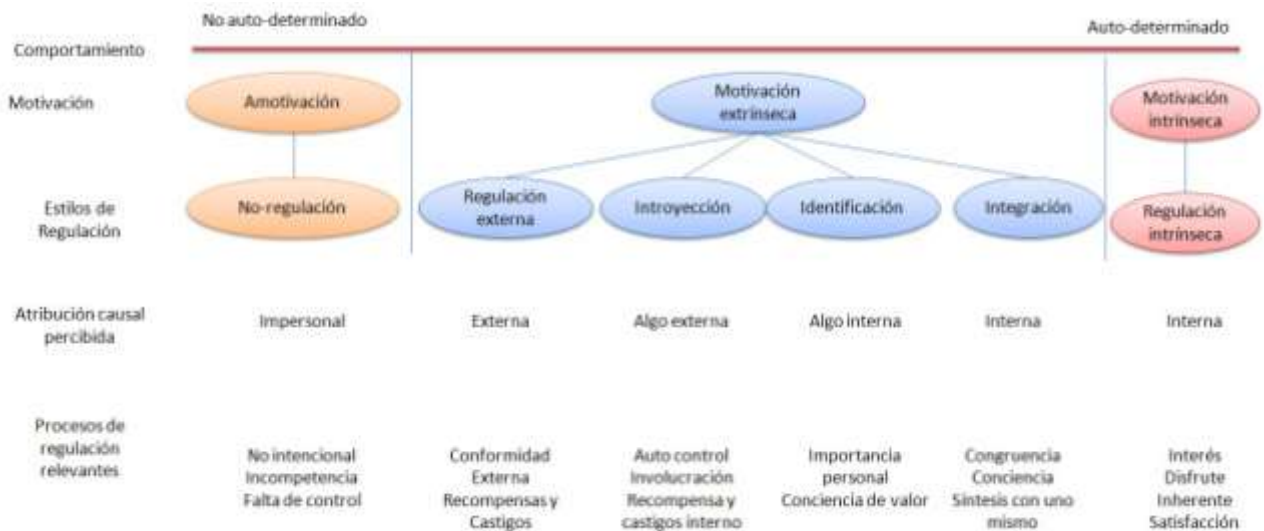 No auto-determinado
Auto-determinado
Comportamiento
Motivación
Amotivación
Motivación
extrínseca
Motivación
intrínseca
Estilos de
Regulación
No-regulación
Regulación
externa
Introyección
Identificación
Integración
Regulación
intrínseca
Atribución causal
percibida
Impersonal
Externa
Algo externa
Algo interna
Interna
Interna
Procesos de
regulación
relevantes
No intencional
Incompetencia
Falta de control
Conformidad
Externa
Recompensas y
Castigos
Auto control
Involucración
Recompensa y
castigos interno
Importancia
personal
Conciencia de valor
Congruencia
Conciencia
Síntesis con uno
mismo
Interés
Disfrute
Inherente
Satisfacción